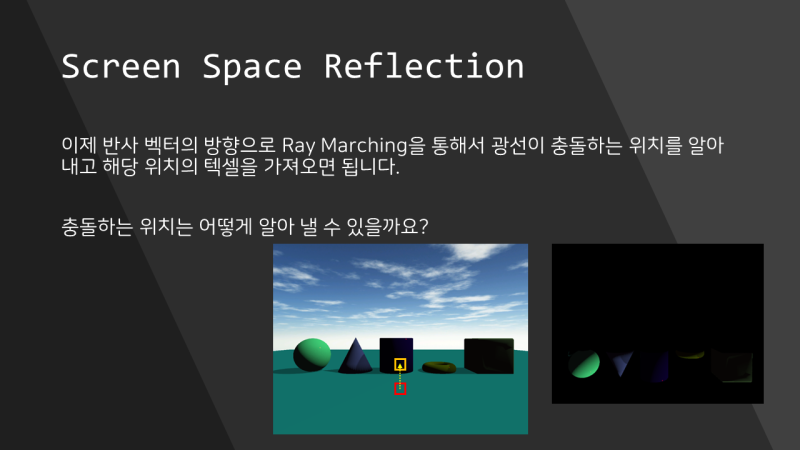 Screen Space Reflection
이제 반사 벡터의 방향으로 Ray Marching을 통해서 광선이 충돌하는 위치를 알아
내고 해당 위치의 텍셀을 가져오면 됩니다.
충돌하는 위치는 어떻게 알아 낼 수 있을까요?